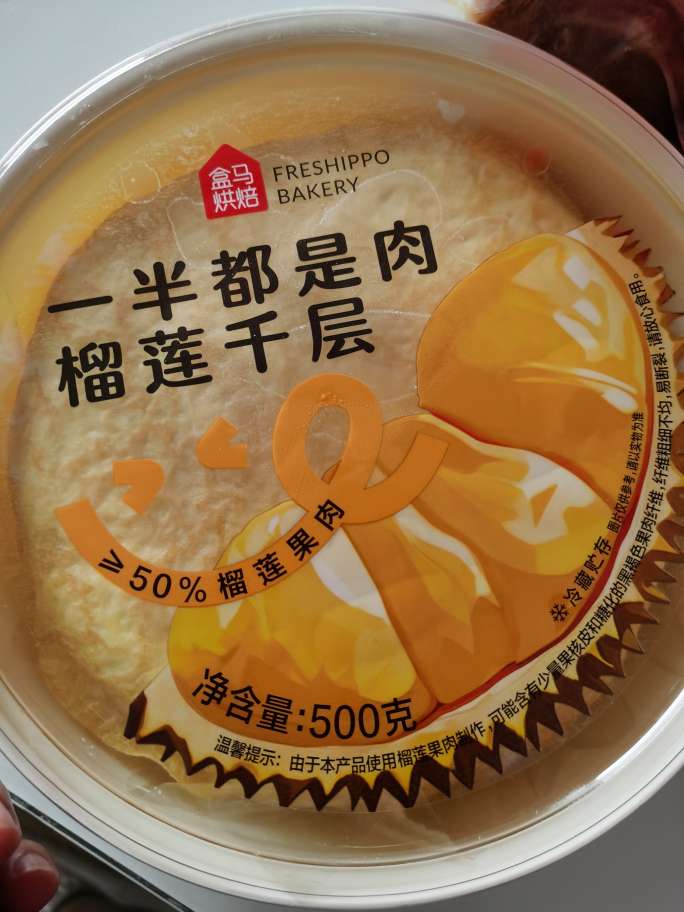 盒马
烘焙
FRESHIPPO
BAKERY
一半都是肉
榴莲千层
≥50%榴莲果肉
净含量:500克
冷藏贮存
图片仅供参考,请以实物为准
温馨提示：由于本产品使用榴莲果肉制作,可能含有少量果核皮和糖化的黑褐色果肉纤维,纤维粗细不均,易断裂,请放心食用。